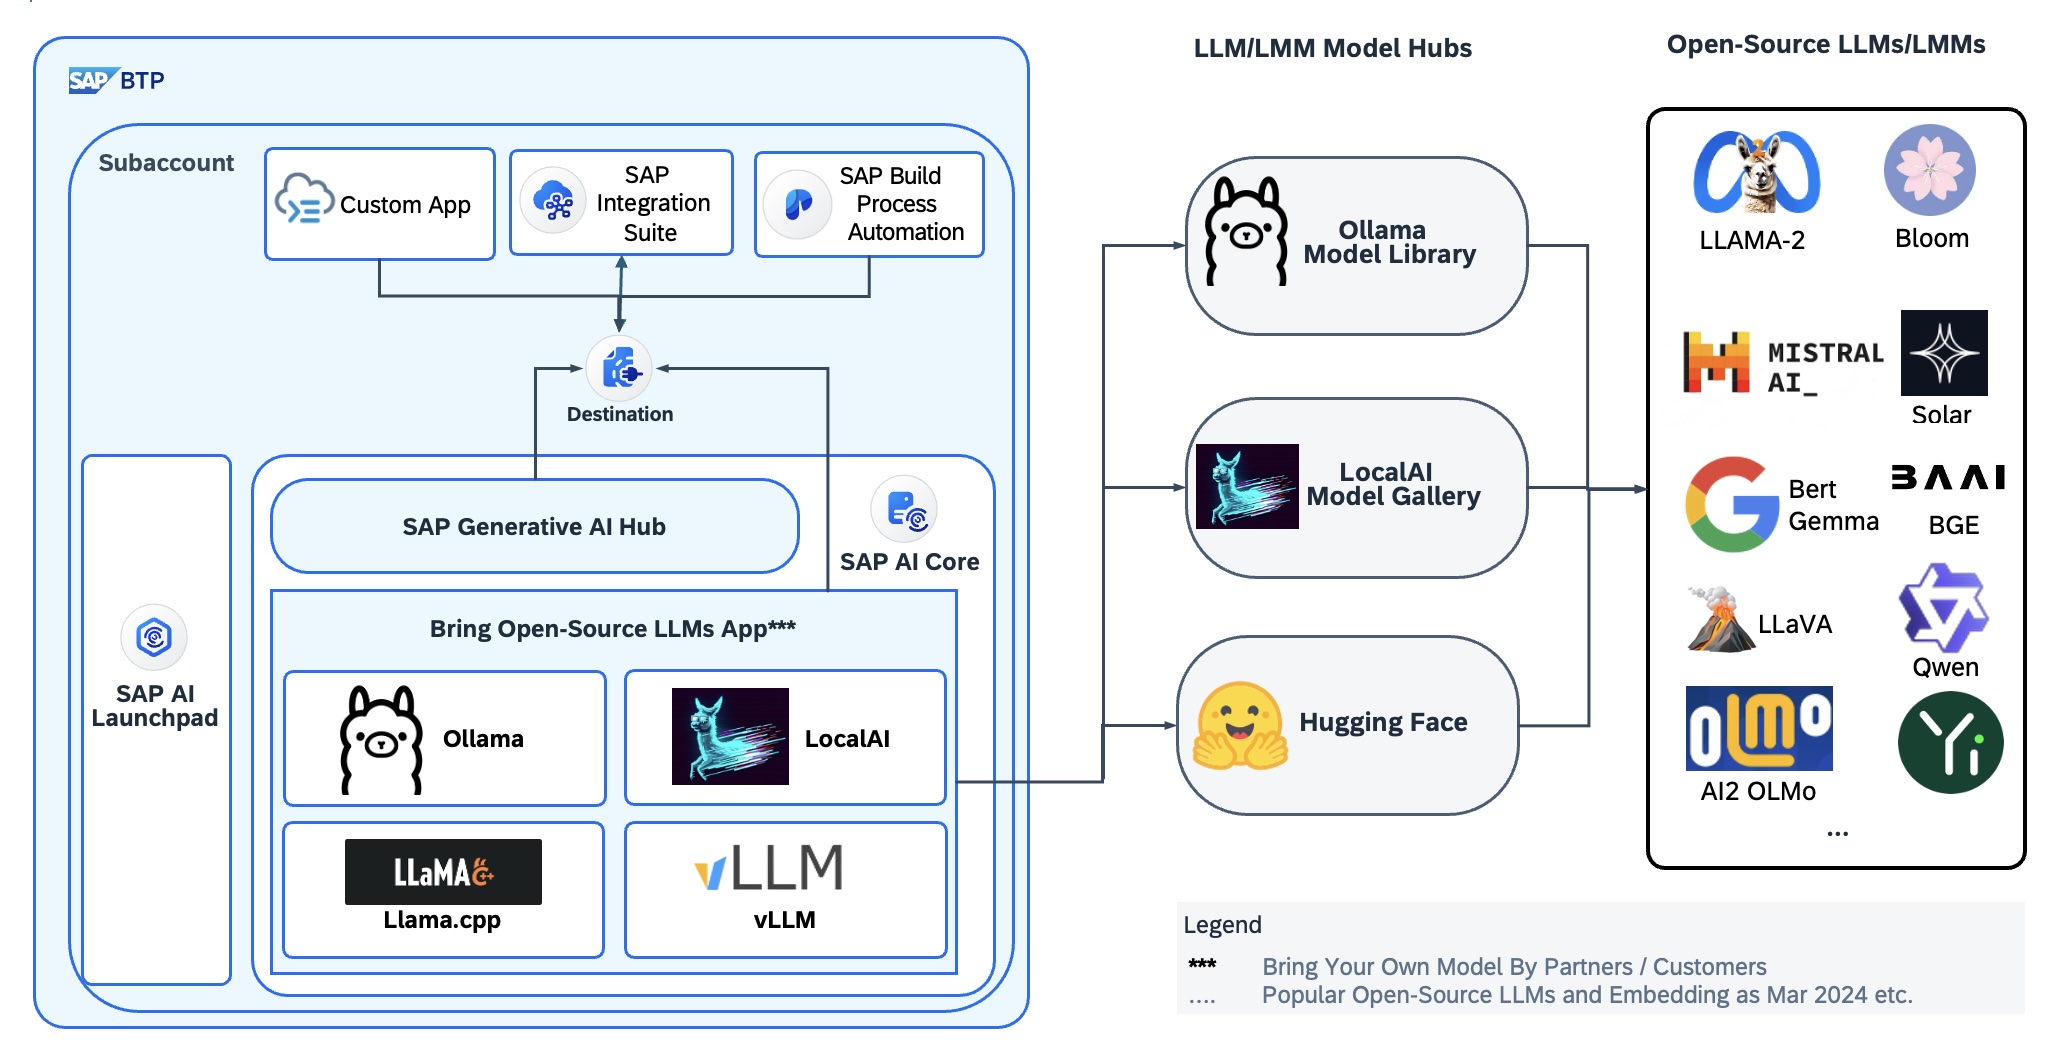 SAP BTP
Subaccount
Custom App
SAP
Integration
Suite
SAP Build
Process
Automation
Destination
SAP Generative AI Hub
SAP AI Core
SAP AI
Launchpad
Bring Open-Source LLMs App***
Ollama
LocalAI
LLaMA C++
Llama.cpp
vLLM
vLLM
LLM/LMM Model Hubs
Ollama
Model Library
LocalAI
Model Gallery
Hugging Face
Open-Source LLMs/LMMs
LLAMA-2
Bloom
MISTRAL
AI_
Solar
Bert
Gemma
BAAI
BGE
LLaVA
Qwen
OLMo
AI2 OLMo
Yi
...
Legend
*** Bring Your Own Model By Partners / Customers
.... Popular Open-Source LLMs and Embedding as Mar 2024 etc.